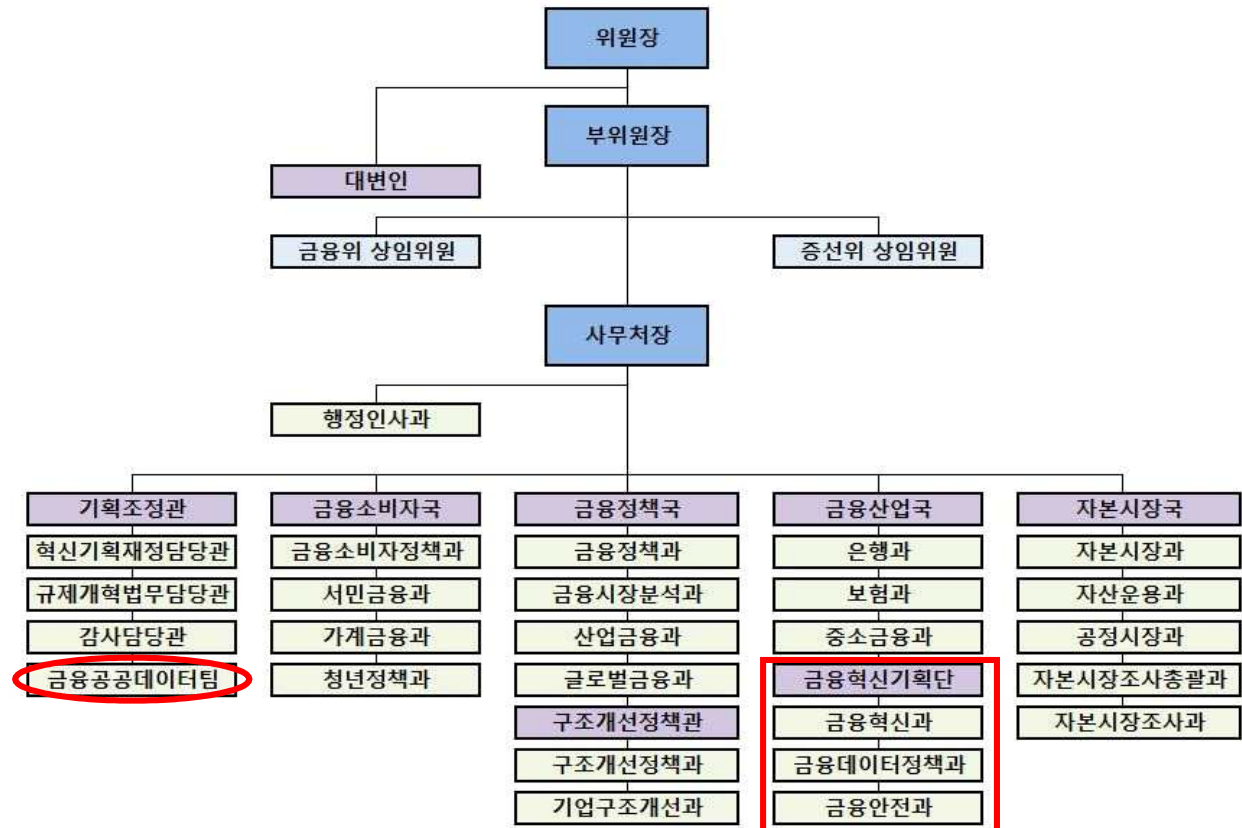 위원장
부위원장
대변인
금융위 상임위원
증선위 상임위원
사무처장
행정인사과
기획조정관
혁신기획재정담당관
규제개혁법무담당관
감사담당관
금융공공데이터팀
금융소비자국
금융소비자정책과
서민금융과
가계금융과
청년정책과
금융정책국
금융정책과
금융시장분석과
산업금융과
글로벌금융과
구조개선정책관
구조개선정책과
기업구조개선과
금융산업국
은행과
보험과
중소금융과
금융혁신기획단
금융혁신과
금융데이터정책과
금융안전과
자본시장국
자본시장과
자산운용과
공정시장과
자본시장조사총괄과
자본시장조사과